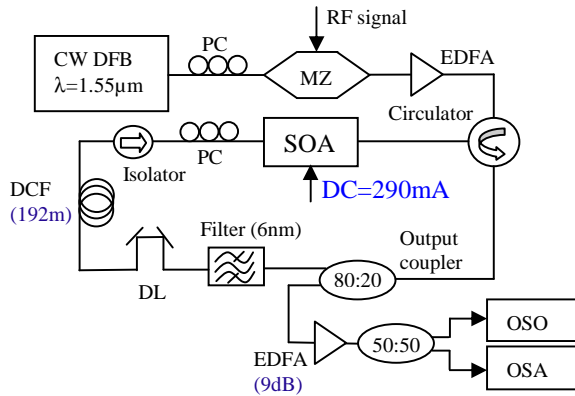 RF signal
CW DFB
λ=1.55µm
PC
MZ
EDFA
Circulator
Isolator
PC
SOA
DC=290mA
DCF
(192m)
DL
Filter (6nm)
Output
coupler
80:20
EDFA
(9dB)
50:50
OSO
OSA